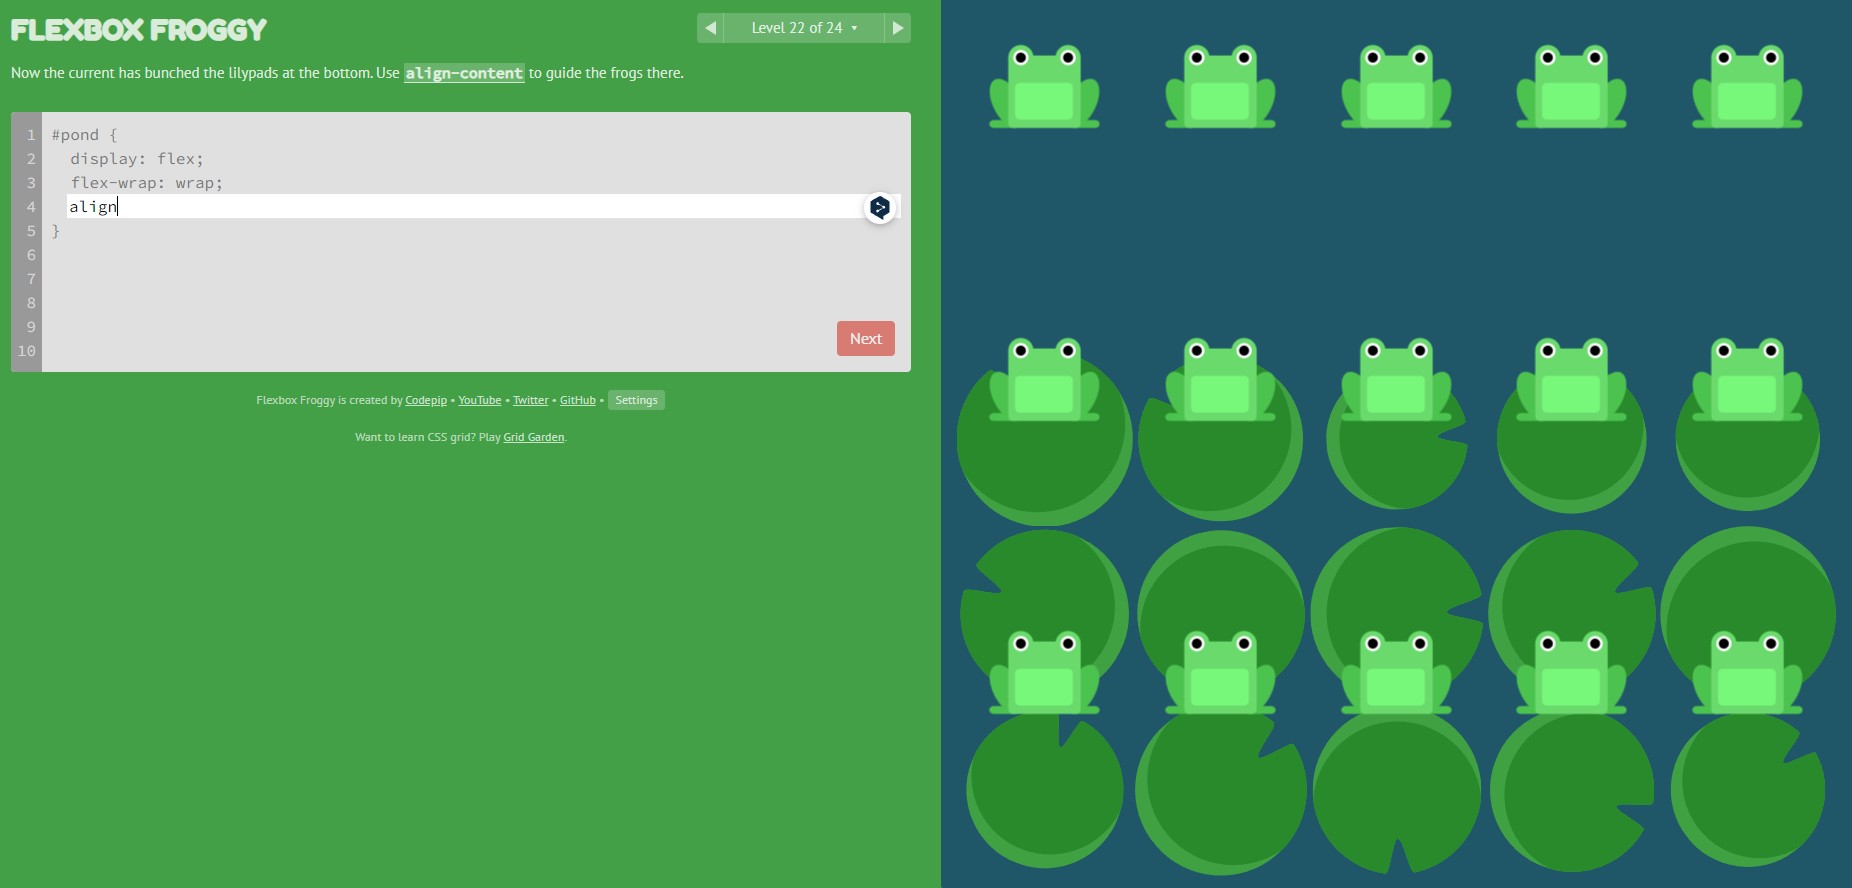 FLEXBOX FROGGY
Level 22 of 24
Now the current has bunched the lilypads at the bottom. Use align-content to guide the frogs there.
1 #pond {
2 display: flex;
3 flex-wrap: wrap;
4 align
5 }
6
7
8
9
10
Next
Flexbox Froggy is created by Codepip • YouTube • Twitter • GitHub • Settings
Want to learn CSS grid? Play Grid Garden.